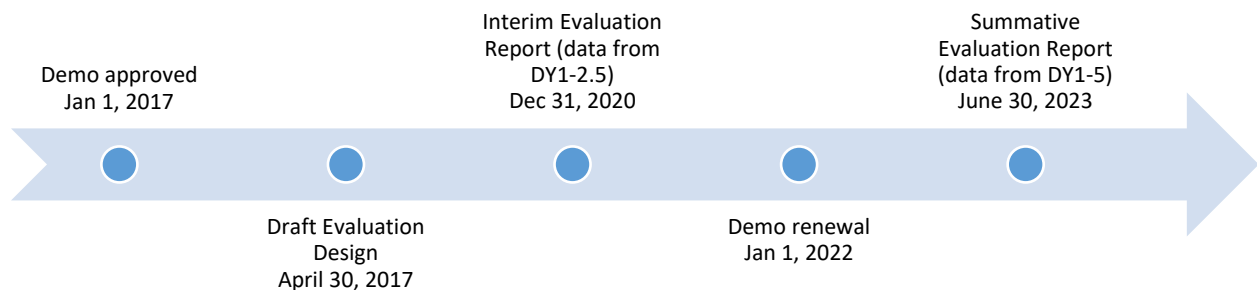 Demo approved
Jan 1, 2017
Draft Evaluation
Design
April 30, 2017
Interim Evaluation
Report (data from
DY1-2.5)
Dec 31, 2020
Demo renewal
Jan 1, 2022
Summative
Evaluation Report
(data from DY1-5)
June 30, 2023